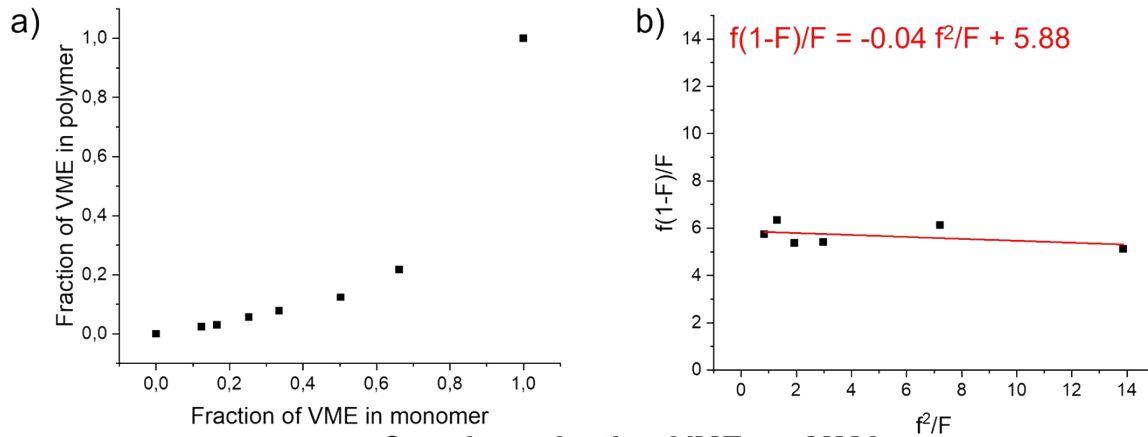 a)
Fraction of VME in polymer
1,0
0,8
0,6
0,4
0,2
0,0
0,0 0,2 0,4 0,6 0,8 1,0
Fraction of VME in monomer
b)
f(1-F)/F = -0.04 f²/F + 5.88
f(1-F)/F
14
12
10
8
6
4
2
0
0 2 4 6 8 10 12 14
f²/F